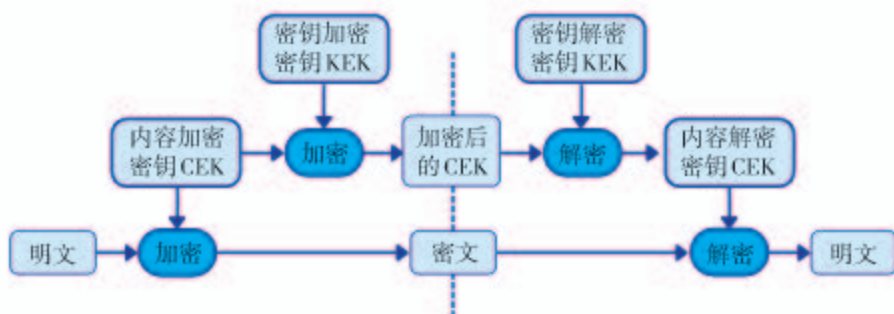 密钥加密
密钥KEK
密钥解密
密钥KEK
内容加密
密钥CEK
加密
加密后
的CEK
解密
内容解密
密钥CEK
明文
加密
密文
解密
明文